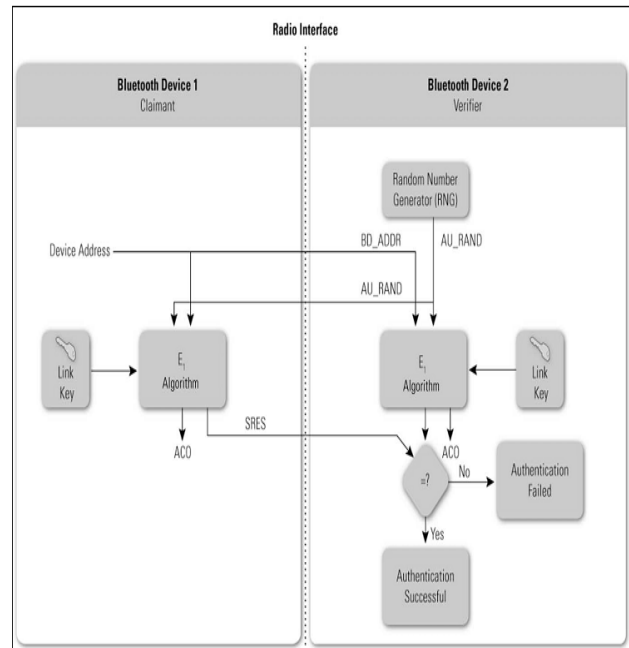 Radio Interface
Bluetooth Device 1
Claimant
Bluetooth Device 2
Verifier
Random Number
Generator (RNG)
BD_ADDR
AU_RAND
Device Address
AU_RAND
Link
Key
E1
Algorithm
E1
Algorithm
Link
Key
SRES
ACO
ACO
=?
No
Authentication
Failed
Yes
Authentication
Successful